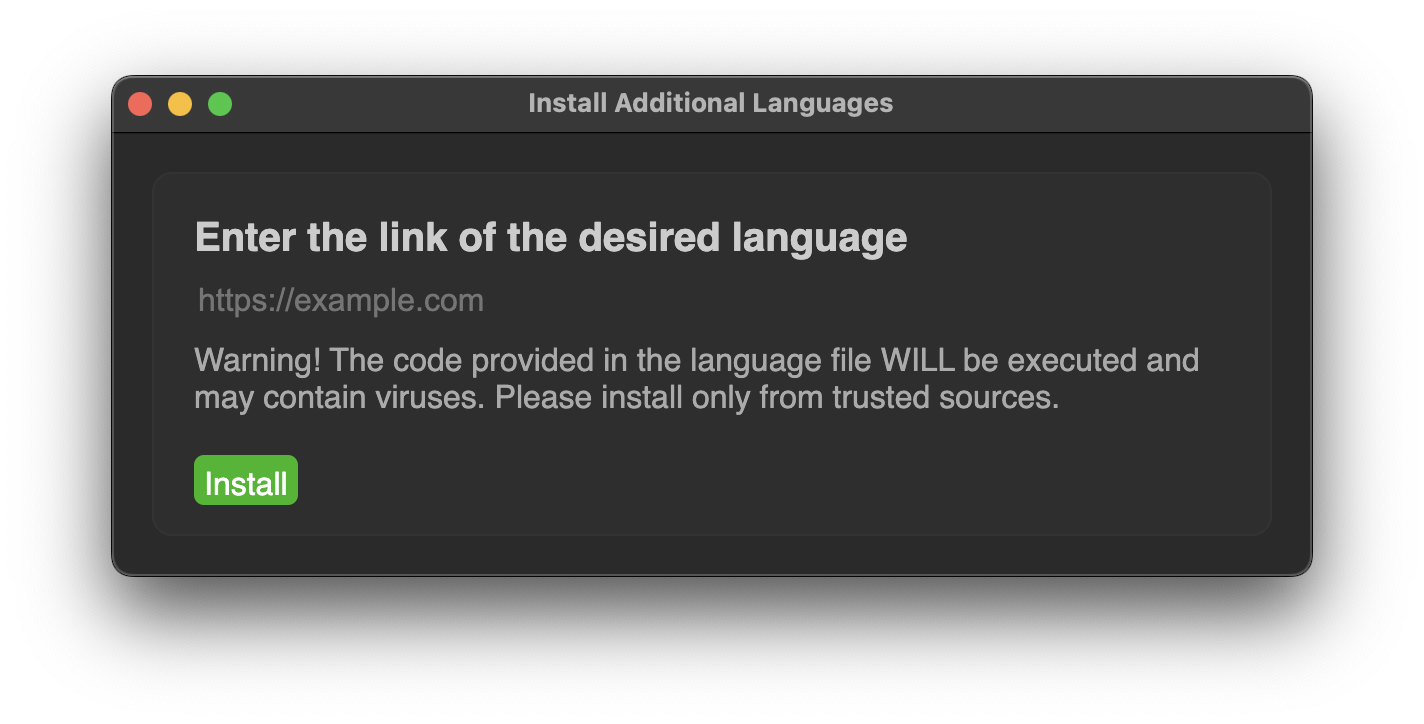 Install Additional Languages
Enter the link of the desired language
https://example.com
Warning! The code provided in the language file WILL be executed and
may contain viruses. Please install only from trusted sources.
Install